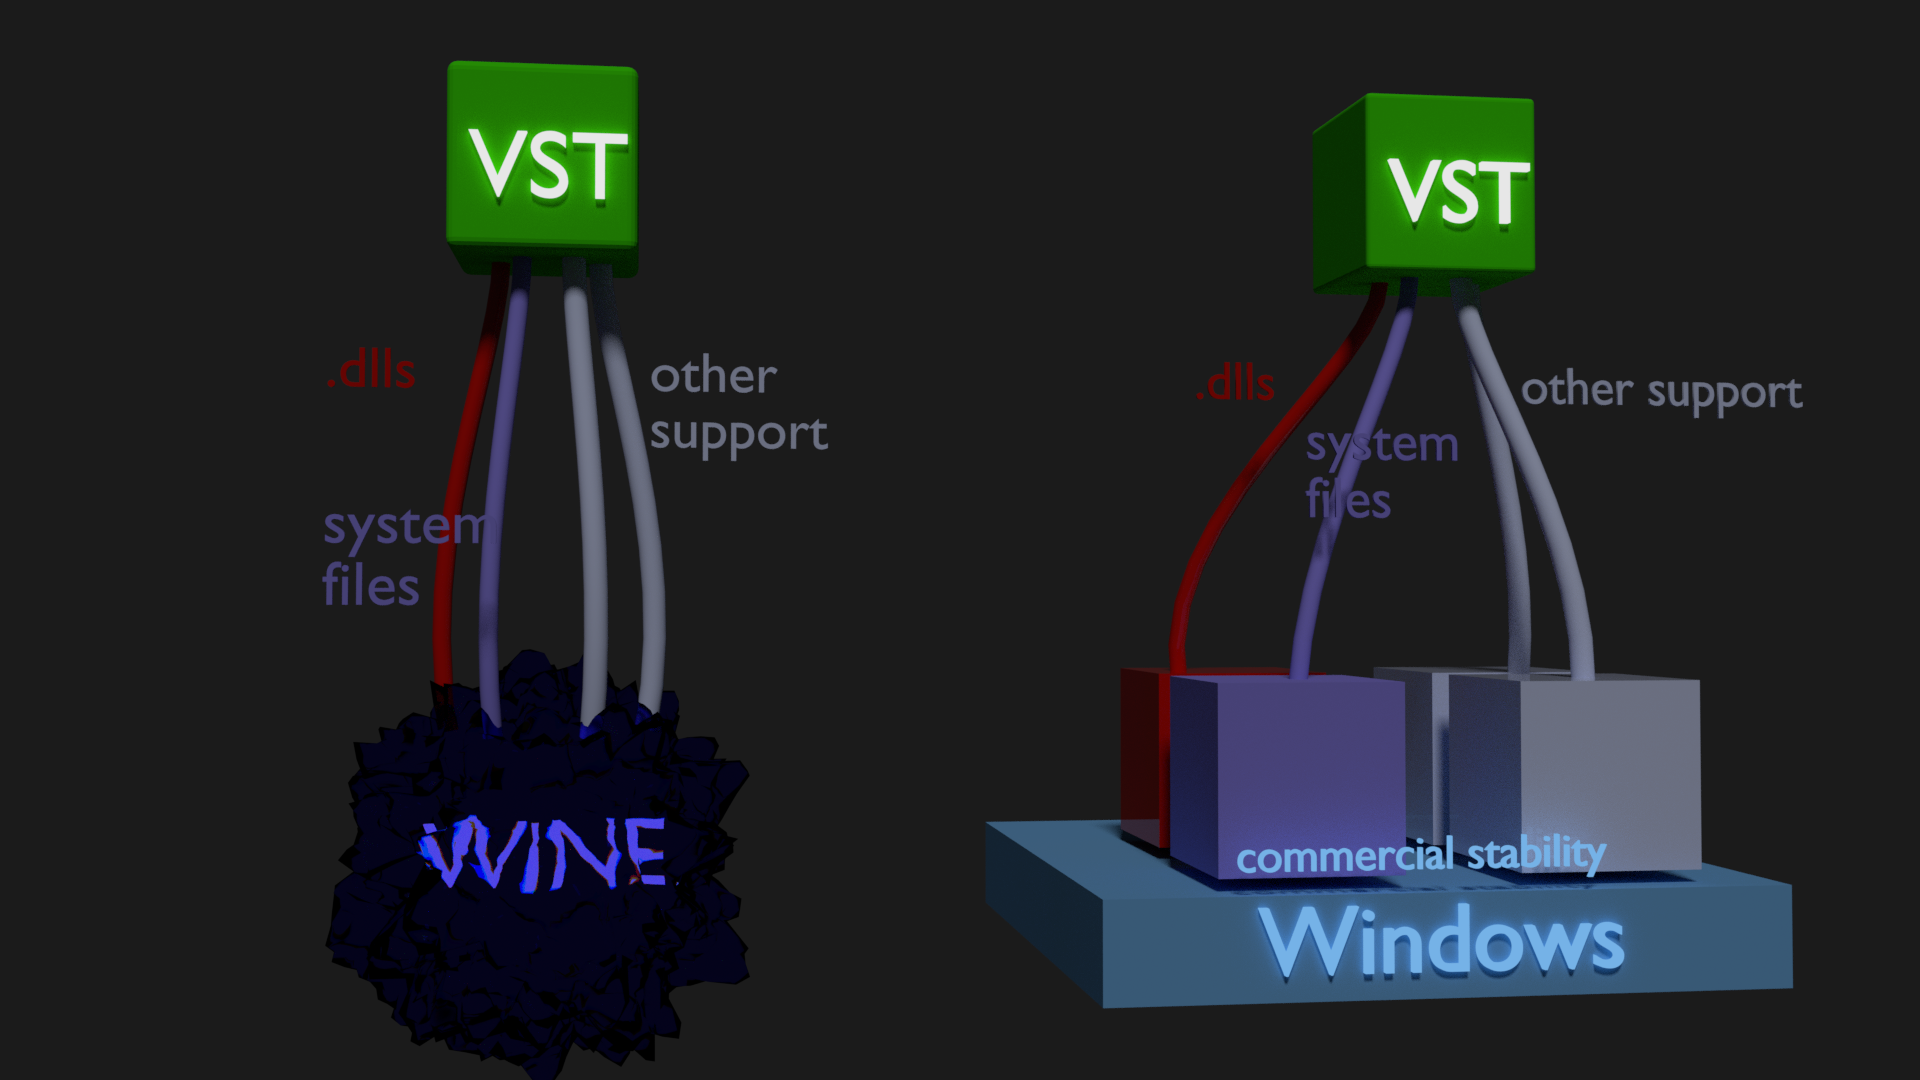 VST
.dlls
other
support
system
files
WINE
VST
.dlls
other support
system
files
commercial stability
Windows